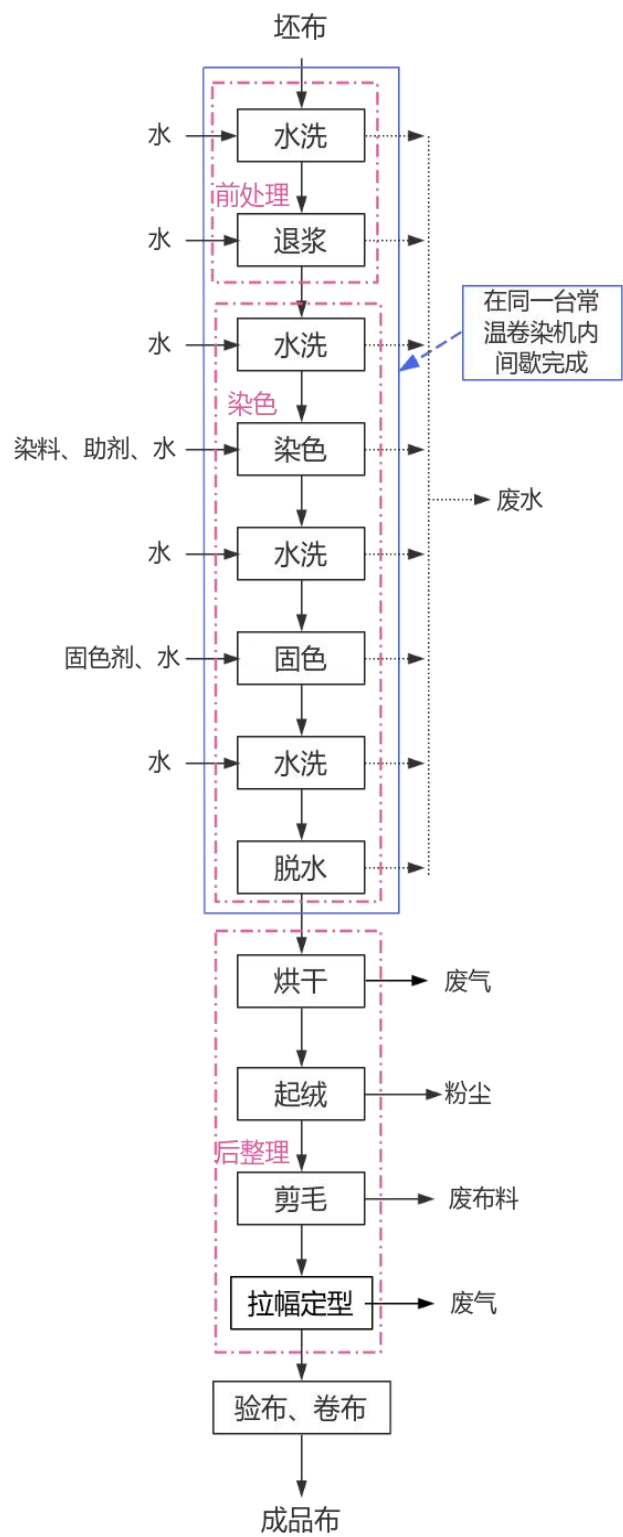 坯布
水
水洗
前处理
水
退浆
在同一台常
温卷染机内
间歇完成
水
水洗
染色
染料、助剂、水
染色
废水
水
水洗
固色剂、水
固色
水
水洗
脱水
烘干
废气
起绒
粉尘
后整理
剪毛
废布料
拉幅定型
废气
验布、卷布
成品布